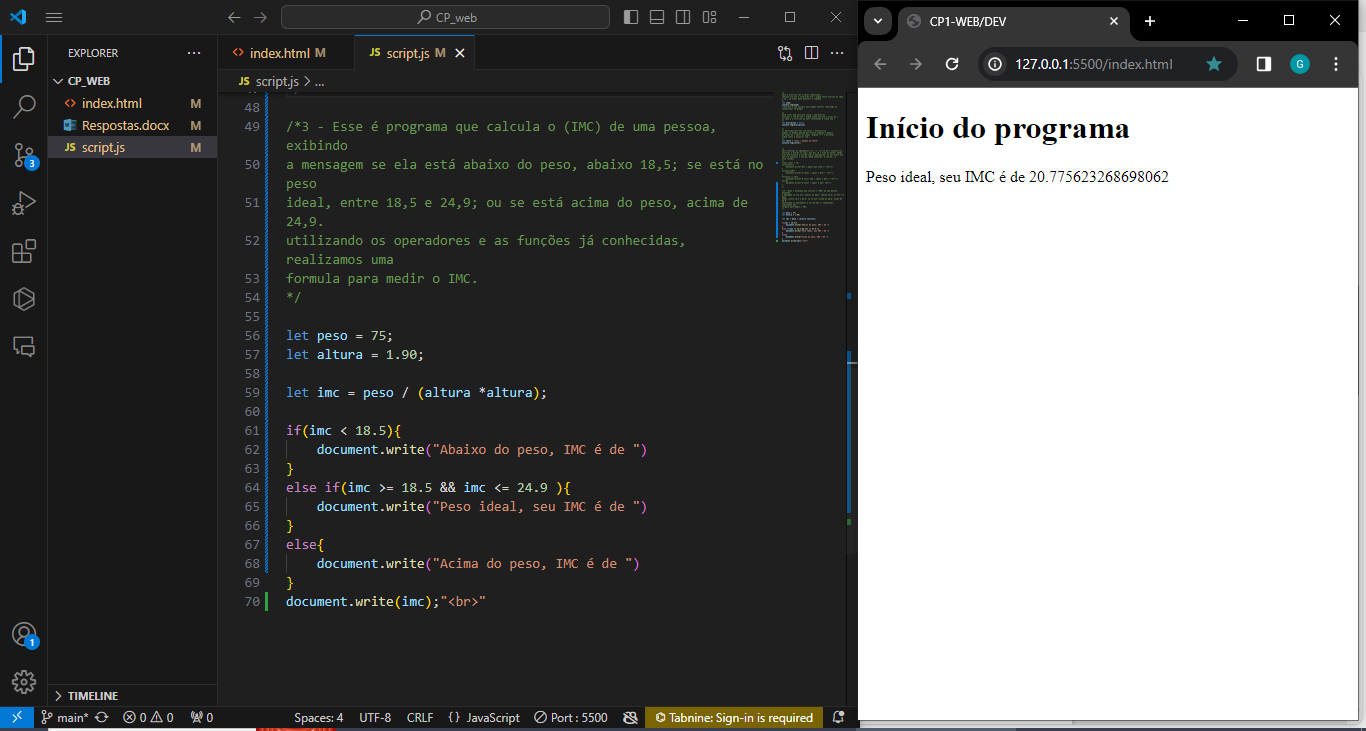 CP_web
EXPLORER
CP_WEB
index.html M
Respostas.docx M
script.js M
TIMELINE
index.html M
JS script.js M
JS script.js > ...
48
49 /*3 - Esse é programa que calcula o (IMC) de uma pessoa,
exibindo
50 a mensagem se ela está abaixo do peso, abaixo 18,5; se está no
peso
51 ideal, entre 18,5 e 24,9; ou se está acima do peso, acima de
24,9.
52 utilizando os operadores e as funções já conhecidas,
realizamos uma
53 formula para medir o IMC.
54 */
55
56 let peso = 75;
57 let altura = 1.90;
58
59 let imc = peso / (altura *altura);
60
61 if(imc < 18.5){
62 document.write("Abaixo do peso, IMC é de ")
63 }
64 else if(imc >= 18.5 && imc <= 24.9 ){
65 document.write("Peso ideal, seu IMC é de ")
66 }
67 else{
68 document.write("Acima do peso, IMC é de ")
69 }
70 document.write(imc);"<br>"
3
1
main* 0 0 0 Spaces: 4 UTF-8 CRLF {} JavaScript Port : 5500 Tabnine: Sign-in is required
CP1-WEB/DEV
127.0.0.1:5500/index.html
G
Início do programa
Peso ideal, seu IMC é de 20.775623268698062